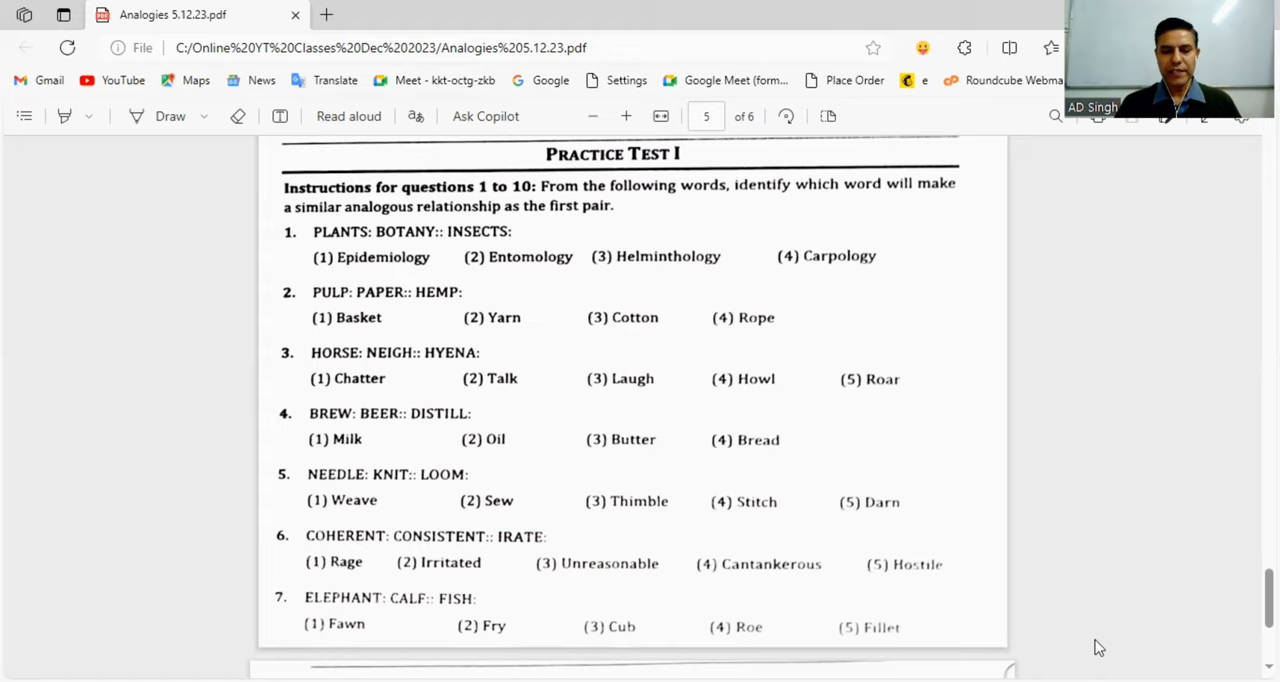 Analogies 5.12.23.pdf
File C:/Online%20YT%20Classes%20Dec%202023/Analogies%205.12.23.pdf
Gmail YouTube Maps News Translate Meet - kkt-octg-zkb Google Settings Google Meet (form... Place Order e Roundcube Webma
Draw Read aloud Ask Copilot 5 of 6
AD Singh
PRACTICE TEST I
Instructions for questions 1 to 10: From the following words, identify which word will make
a similar analogous relationship as the first pair.
1. PLANTS: BOTANY:: INSECTS:
(1) Epidemiology (2) Entomology (3) Helminthology (4) Carpology
2. PULP: PAPER:: HEMP:
(1) Basket (2) Yarn (3) Cotton (4) Rope
3. HORSE: NEIGH:: HYENA:
(1) Chatter (2) Talk (3) Laugh (4) Howl (5) Roar
4. BREW: BEER:: DISTILL:
(1) Milk (2) Oil (3) Butter (4) Bread
5. NEEDLE: KNIT:: LOOM:
(1) Weave (2) Sew (3) Thimble (4) Stitch (5) Darn
6. COHERENT: CONSISTENT:: IRATE:
(1) Rage (2) Irritated (3) Unreasonable (4) Cantankerous (5) Hostile
7. ELEPHANT: CALF:: FISH:
(1) Fawn (2) Fry (3) Cub (4) Roe (5) Fillet